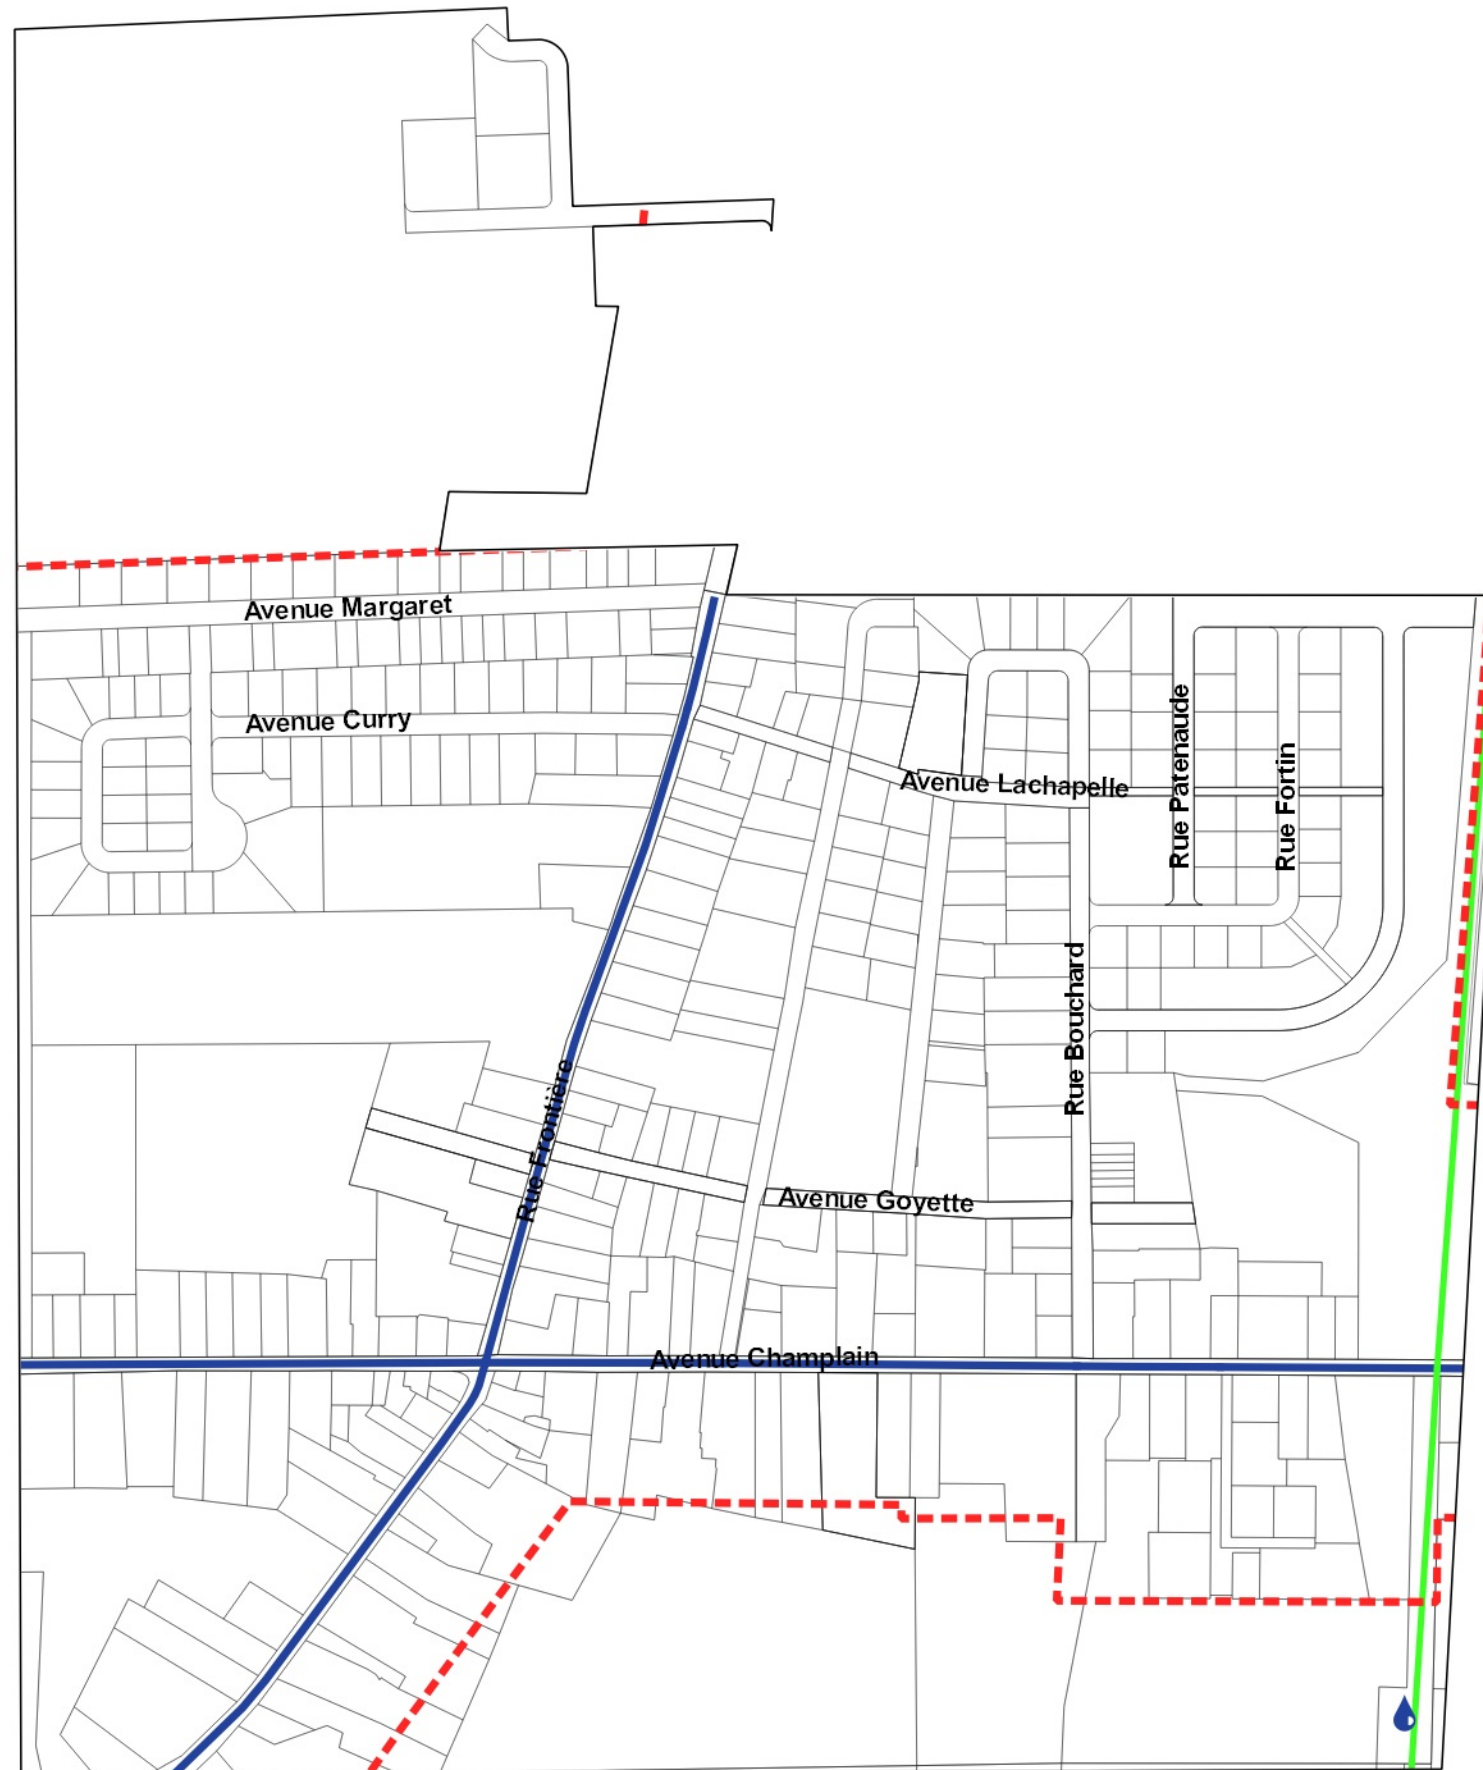 Avenue Margaret
Avenue Curry
Avenue Lachapelle
Rue Patenaude
Rue Fortin
Rue Bouchard
Rue Frontière
Avenue Goyette
Avenue Champlain